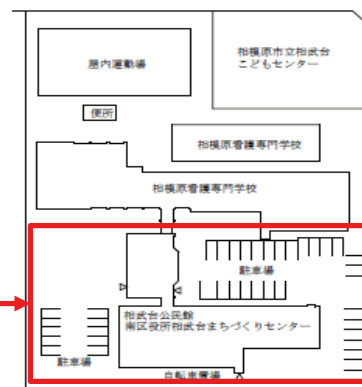 屋内運動場
相模原市立相武台
こどもセンター
便所
相模原看護専門学校
相模原看護専門学校
駐車場
相武台公民館
南区役所相武台まちづくりセンター
駐車場
自転車置場